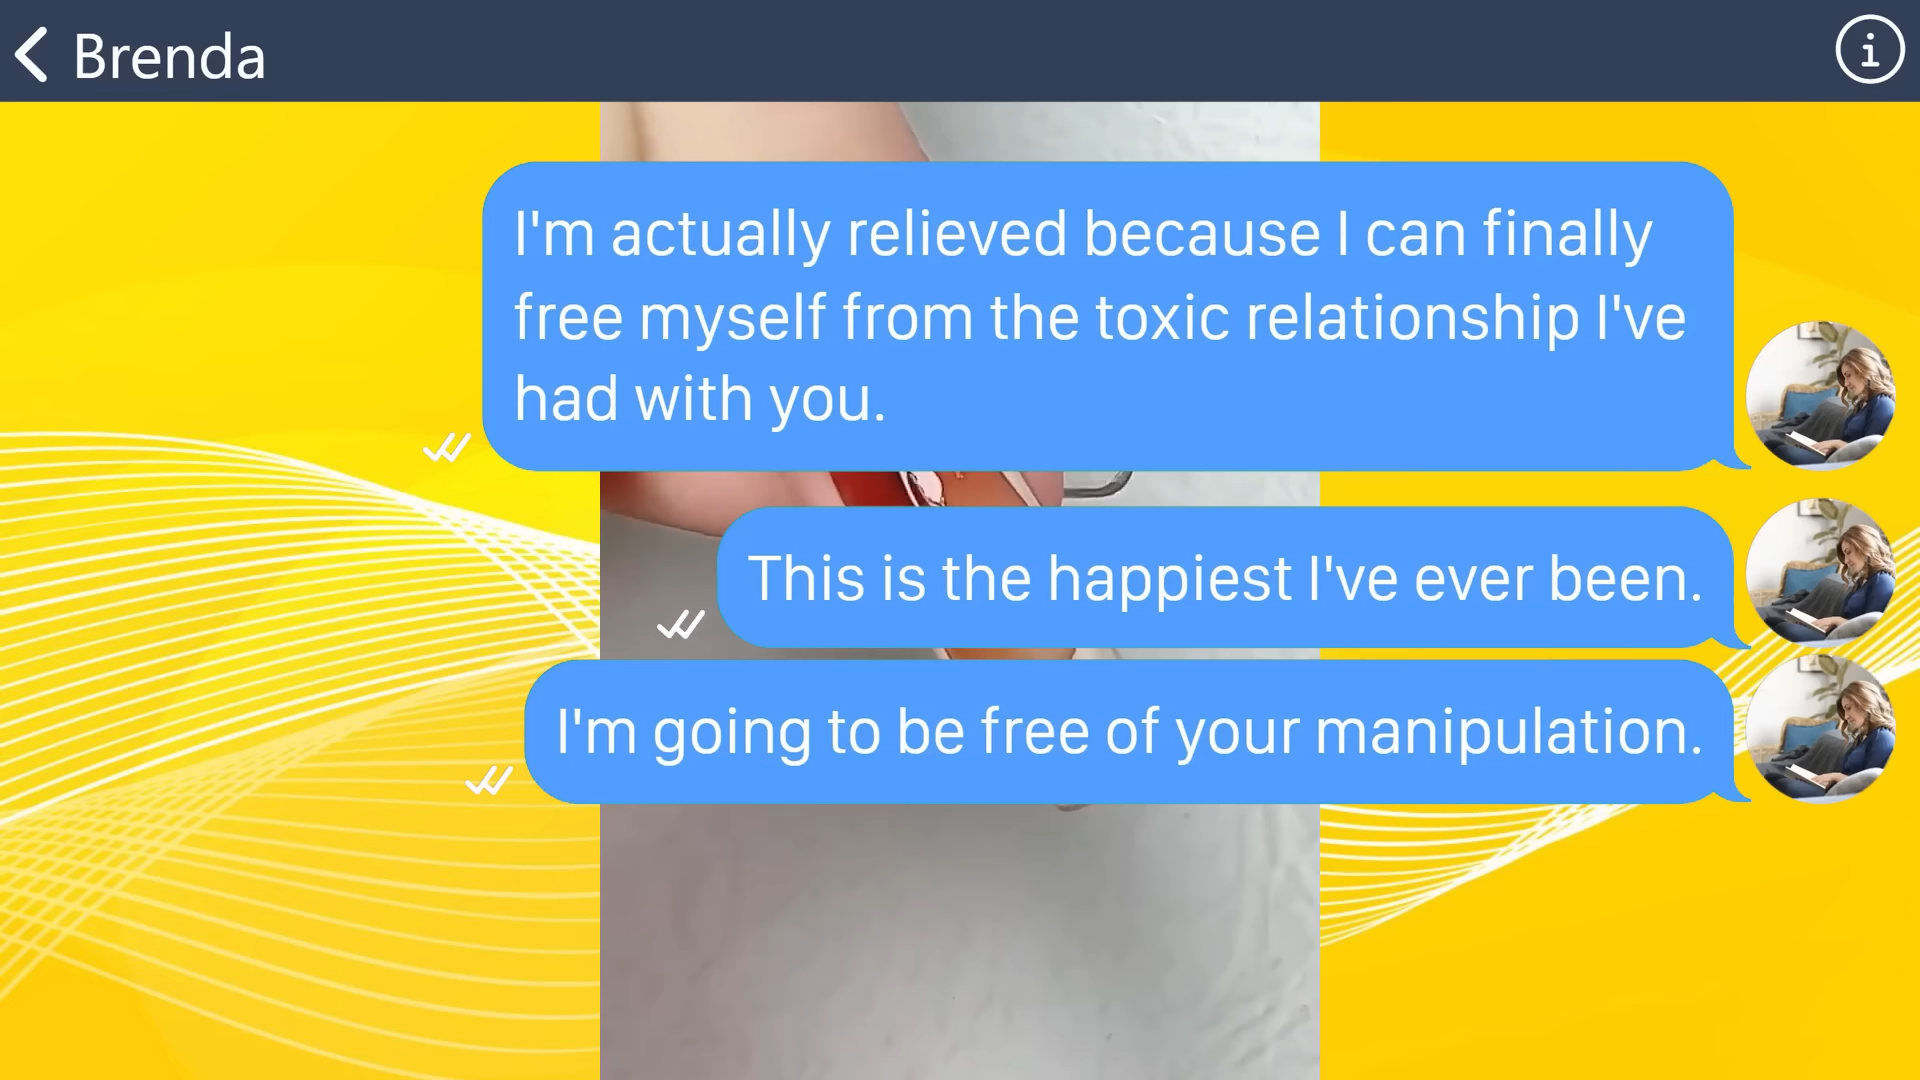 Brenda
I'm actually relieved because I can finally
free myself from the toxic relationship I've
had with you.
This is the happiest I've ever been.
I'm going to be free of your manipulation.